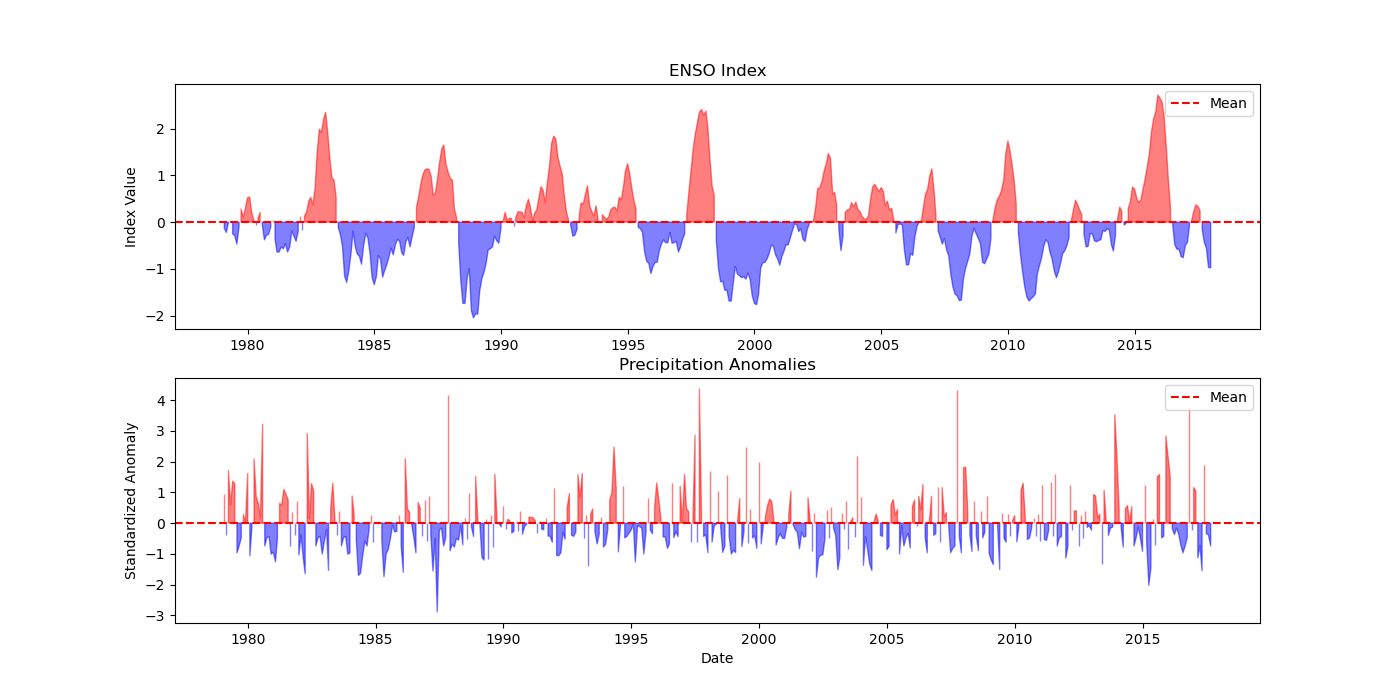 ENSO Index
Mean
Index Value
2
1
0
−1
−2
1980 1985 1990 1995 2000 2005 2010 2015
Precipitation Anomalies
Mean
Standardized Anomaly
4
3
2
1
0
−1
−2
−3
1980 1985 1990 1995 2000 2005 2010 2015
Date